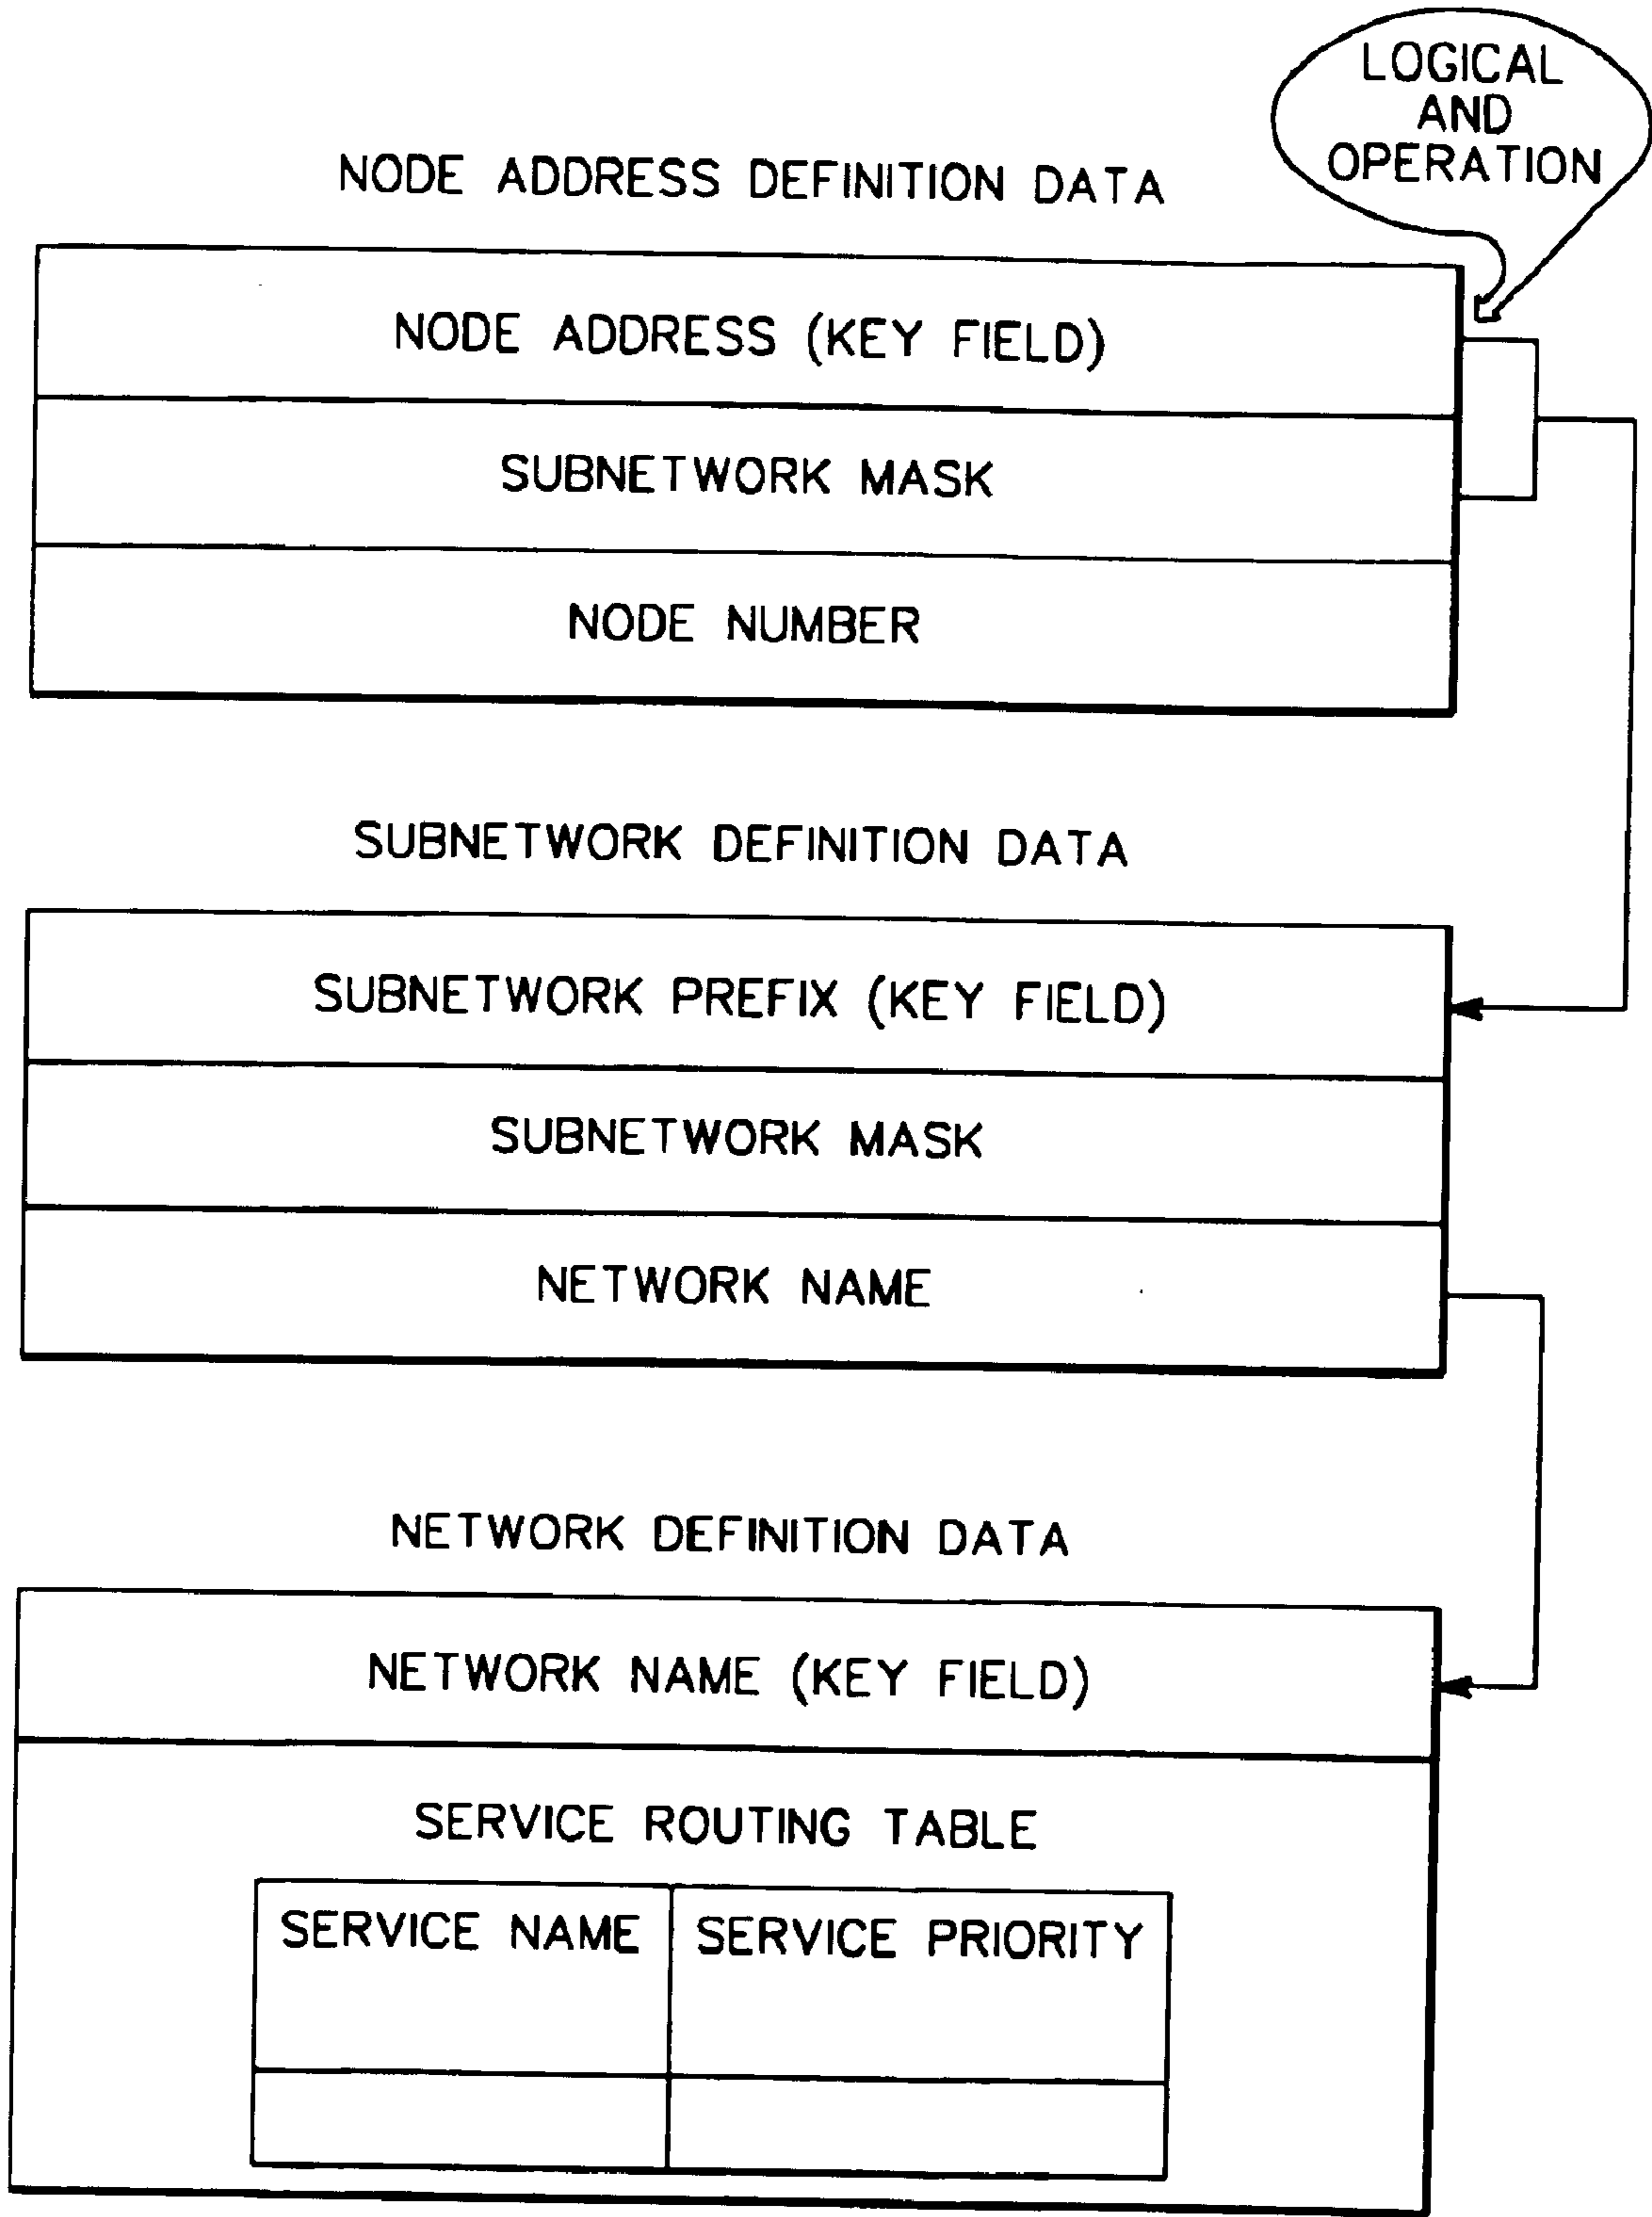 LOGICAL
AND
OPERATION
NODE ADDRESS DEFINITION DATA
NODE ADDRESS (KEY FIELD)
SUBNETWORK MASK
NODE NUMBER
SUBNETWORK DEFINITION DATA
SUBNETWORK PREFIX (KEY FIELD)
SUBNETWORK MASK
NETWORK NAME
NETWORK DEFINITION DATA
NETWORK NAME (KEY FIELD)
SERVICE ROUTING TABLE
SERVICE NAME SERVICE PRIORITY